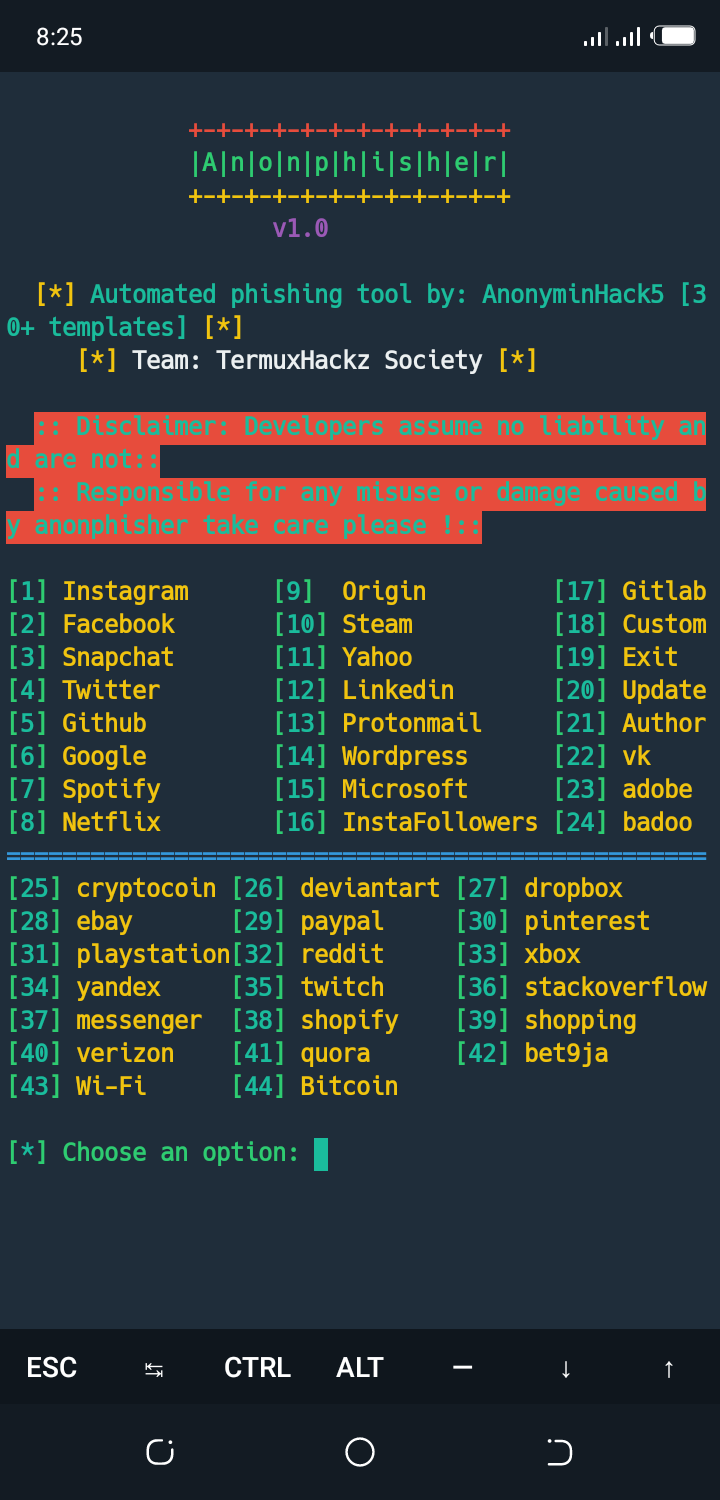 8:25
+-+-+-+-+-+-+-+-+-+-+-+
|A|n|o|n|p|h|i|s|h|e|r|
+-+-+-+-+-+-+-+-+-+-+-+
v1.0
[*] Automated phishing tool by: AnonyminHack5 [3
0+ templates] [*]
[*] Team: TermuxHackz Society [*]
:: Disclaimer: Developers assume no liability an
d are not::
:: Responsible for any misuse or damage caused b
y anonphisher take care please !::
[1] Instagram [9] Origin [17] Gitlab
[2] Facebook [10] Steam [18] Custom
[3] Snapchat [11] Yahoo [19] Exit
[4] Twitter [12] Linkedin [20] Update
[5] Github [13] Protonmail [21] Author
[6] Google [14] Wordpress [22] vk
[7] Spotify [15] Microsoft [23] adobe
[8] Netflix [16] InstaFollowers [24] badoo
==================================================
[25] cryptocoin [26] deviantart [27] dropbox
[28] ebay [29] paypal [30] pinterest
[31] playstation[32] reddit [33] xbox
[34] yandex [35] twitch [36] stackoverflow
[37] messenger [38] shopify [39] shopping
[40] verizon [41] quora [42] bet9ja
[43] Wi-Fi [44] Bitcoin
[*] Choose an option:
ESC ↹ CTRL ALT — ↓ ↑